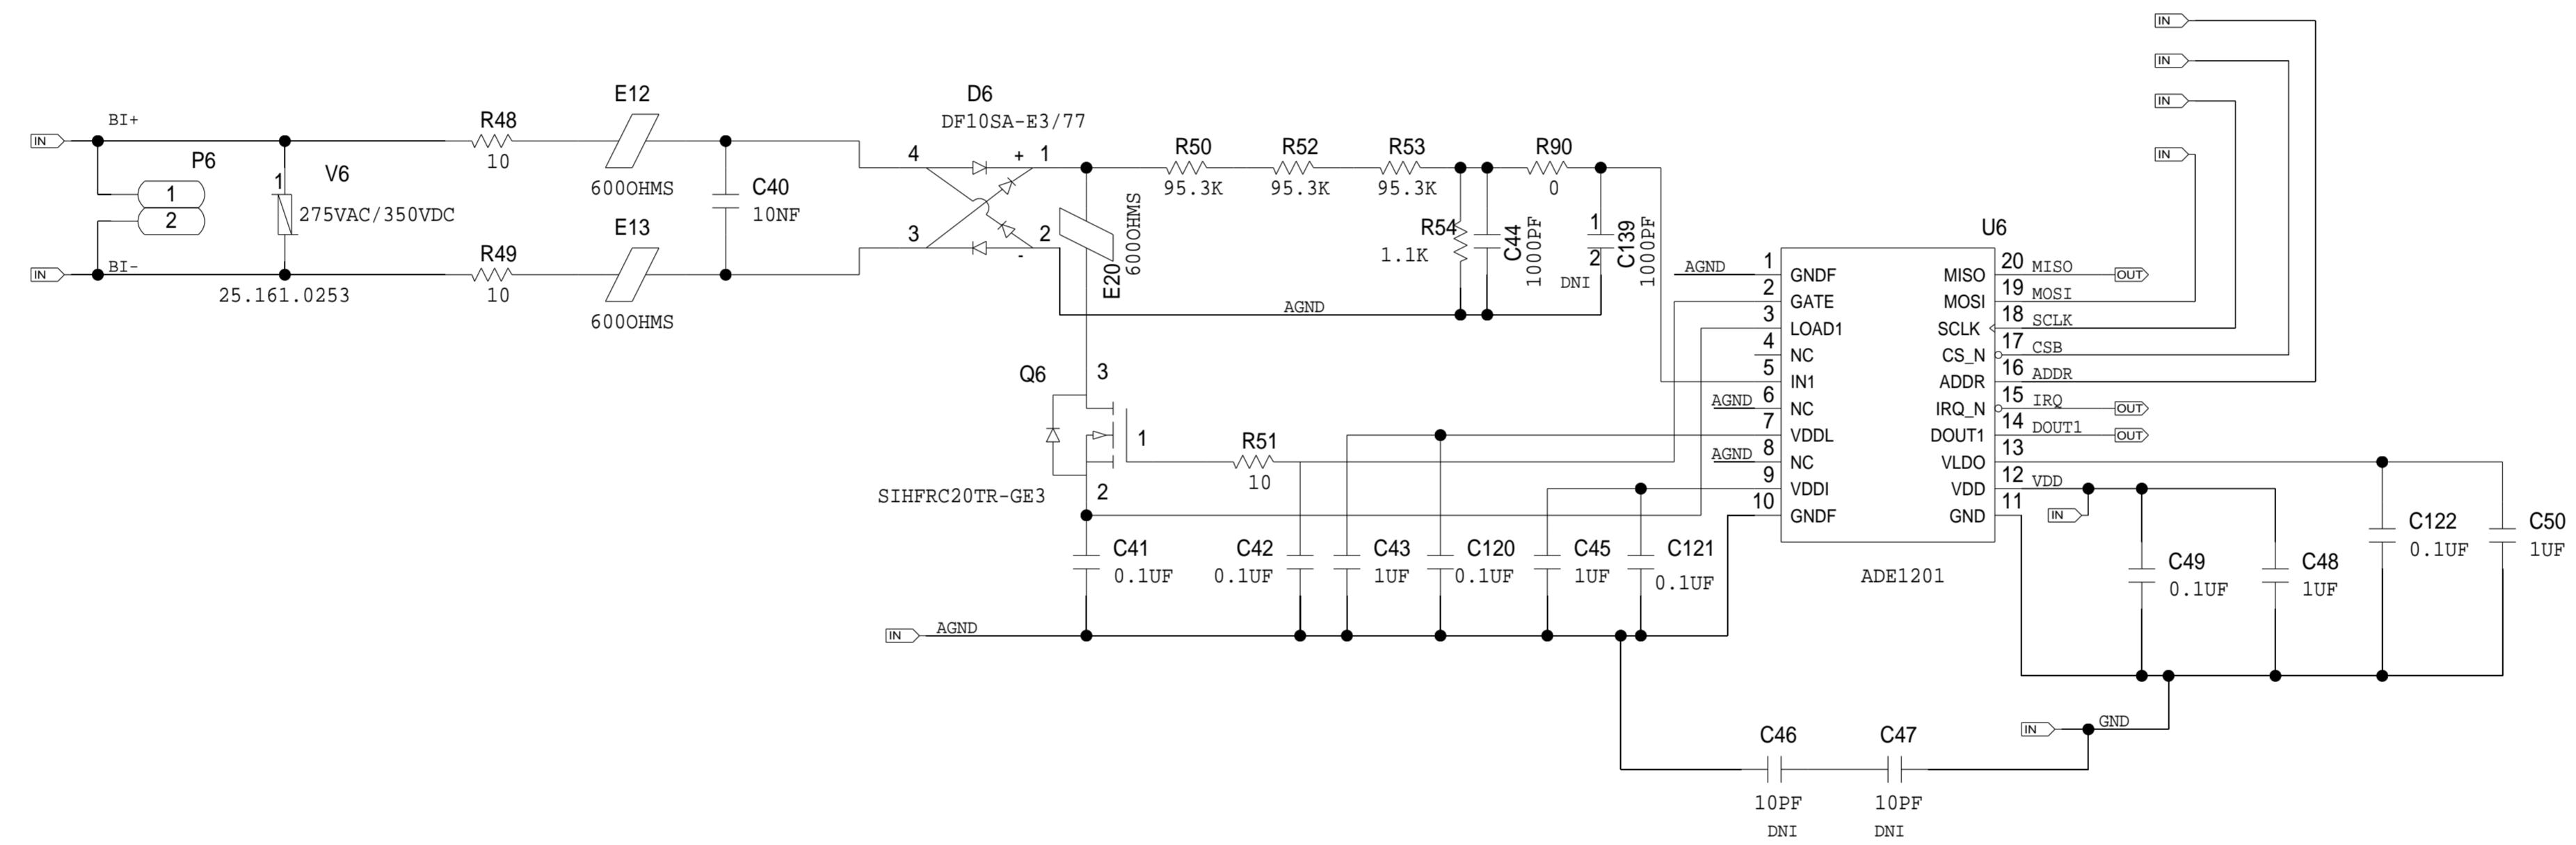 IN
IN
IN
IN
IN
BI+
P6
1
2
IN
BI-
1
V6
275VAC/350VDC
25.161.0253
R48
10
R49
10
E12
600OHMS
E13
600OHMS
C40
10NF
D6
DF10SA-E3/77
4
+
1
3
2
-
E20
600OHMS
R50
95.3K
R52
95.3K
R53
95.3K
R54
1.1K
C44
1000PF
R90
0
1
2
C139
1000PF
DNI
AGND
Q6
3
1
2
SIHFRC20TR-GE3
R51
10
C41
0.1UF
C42
0.1UF
C43
1UF
C120
0.1UF
C45
1UF
C121
0.1UF
IN
AGND
U6
AGND
1
GNDF
2
GATE
3
LOAD1
4
NC
5
IN1
AGND
6
NC
7
VDDL
AGND
8
NC
9
VDDI
10
GNDF
MISO
20
MISO
OUT
MOSI
19
MOSI
SCLK
18
SCLK
CS_N
17
CSB
ADDR
16
ADDR
IRQ_N
15
IRQ
OUT
DOUT1
14
DOUT1
OUT
VLDO
13
VDD
12
VDD
GND
11
IN
ADE1201
C49
0.1UF
C48
1UF
C122
0.1UF
C50
1UF
IN
GND
C46
10PF
DNI
C47
10PF
DNI